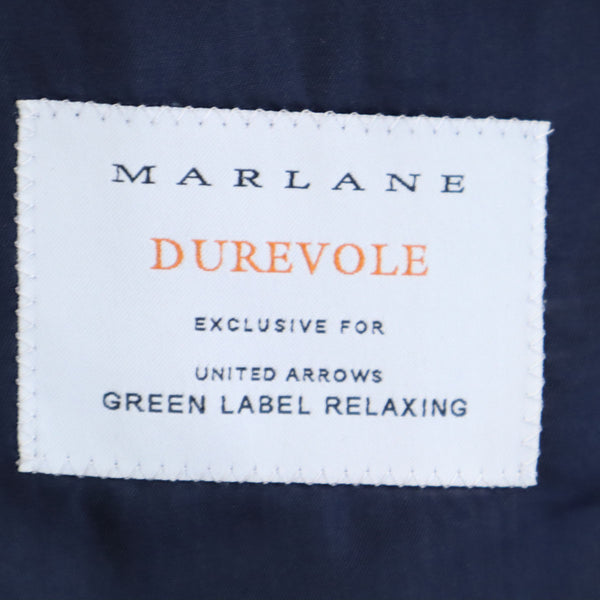 MARLANE
DUREVOLE
EXCLUSIVE FOR
UNITED ARROWS
GREEN LABEL RELAXING